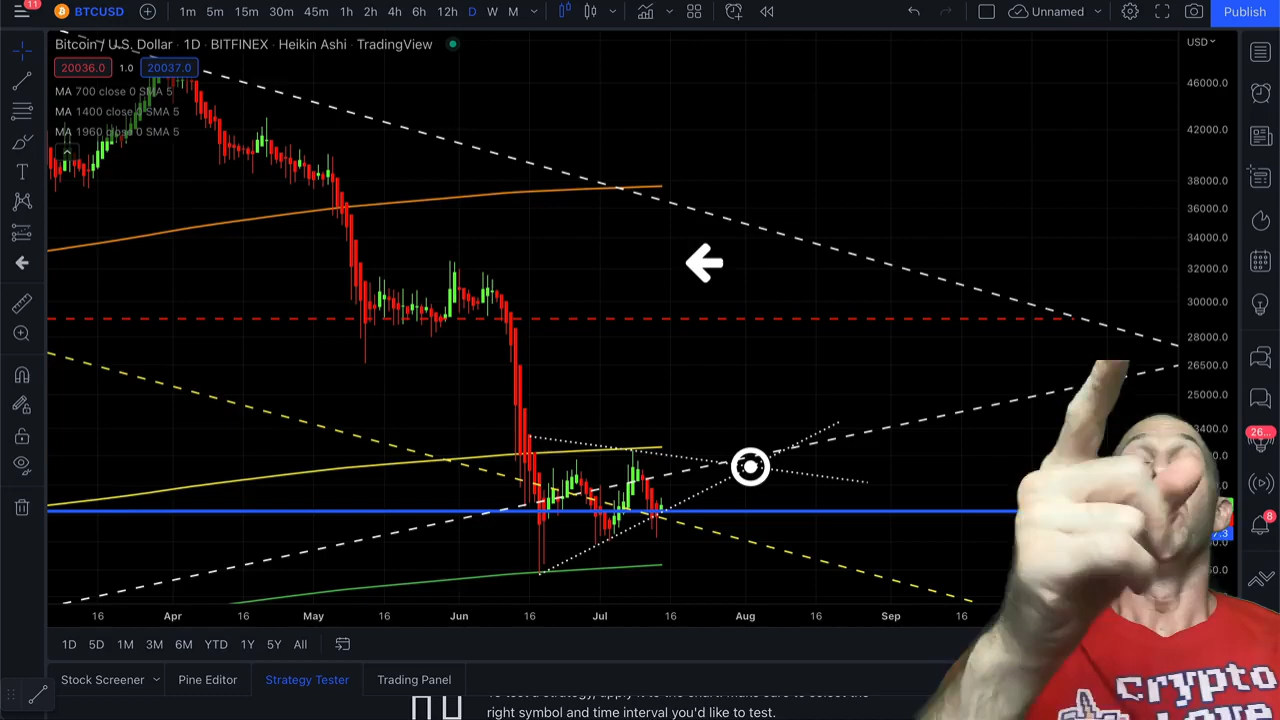 11
BTCUSD
1m 5m 15m 30m 45m 1h 2h 4h 6h 12h D W M
Unnamed
Publish
Bitcoin / U.S. Dollar · 1D · BITFINEX · Heikin Ashi · TradingView
USD
20036.0 1.0 20037.0
MA 700 close 0 SMA 5
MA 1400 close 0 SMA 5
MA 1960 close 0 SMA 5
46000.0
42000.0
38000.0
36000.0
34000.0
32000.0
30000.0
28000.0
26500.0
25000.0
26...
8
16 Apr 16 May 16 Jun 16 Jul 16 Aug 16 Sep 16
1D 5D 1M 3M 6M YTD 1Y 5Y All
Stock Screener Pine Editor Strategy Tester Trading Panel
right symbol and time interval you'd like to test.
Crypto
Love